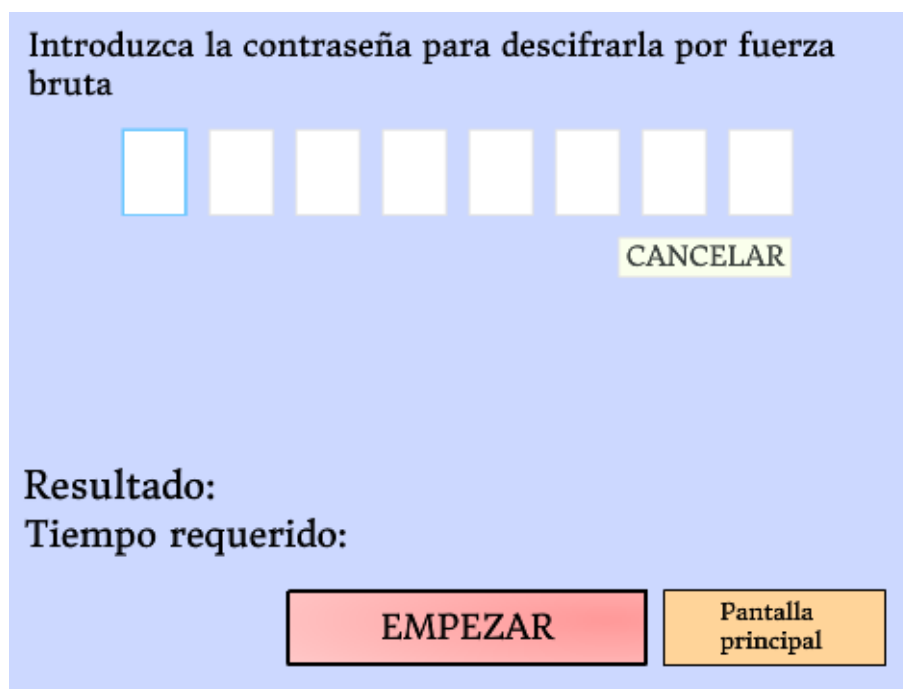 Introduzca la contraseña para descifrarla por fuerza
bruta
CANCELAR
Resultado:
Tiempo requerido:
EMPEZAR
Pantalla
principal